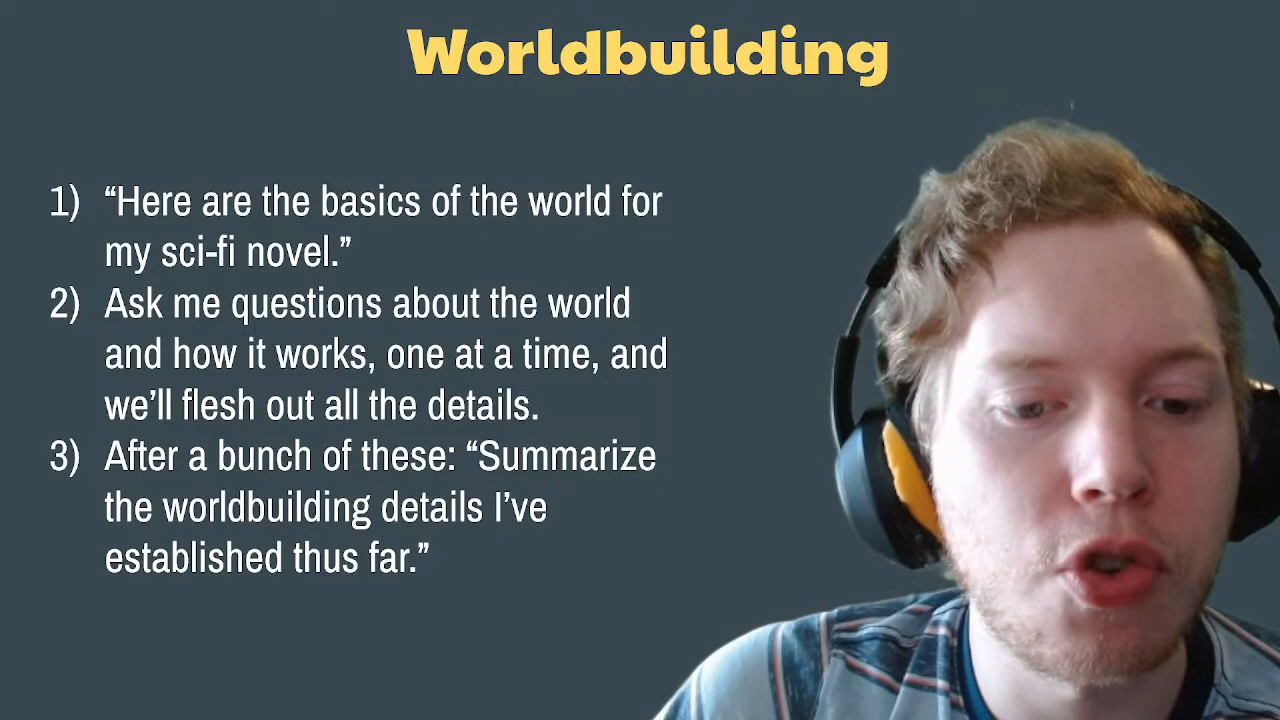 Worldbuilding
1) “Here are the basics of the world for
my sci-fi novel.”
2) Ask me questions about the world
and how it works, one at a time, and
we’ll flesh out all the details.
3) After a bunch of these: “Summarize
the worldbuilding details I’ve
established thus far.”